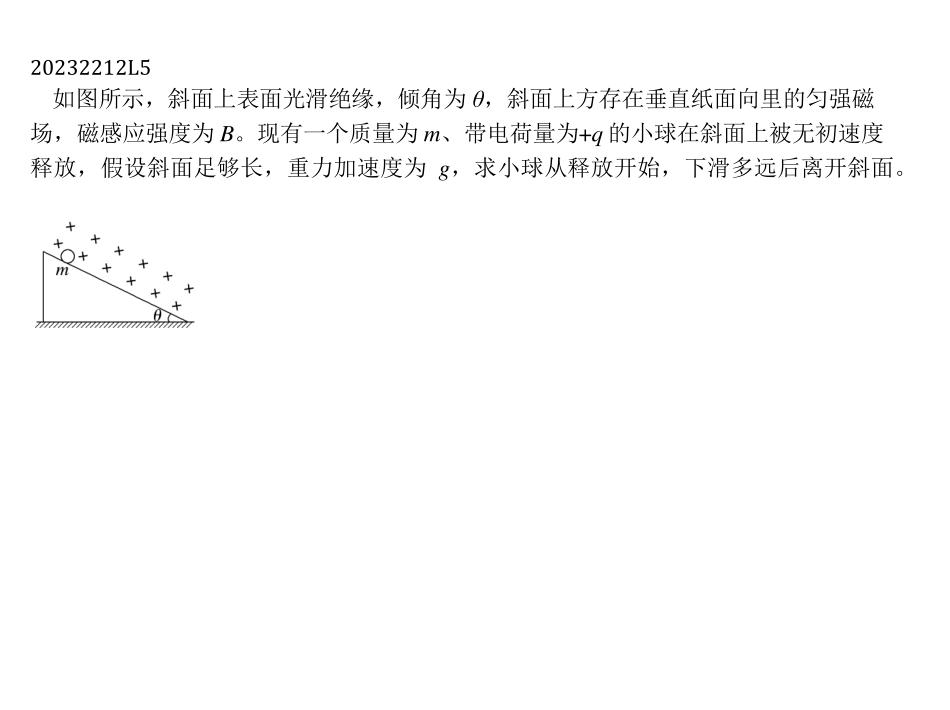 20232212L5
如图所示，斜面上表面光滑绝缘，倾角为 θ，斜面上方存在垂直纸面向里的匀强磁
场，磁感应强度为 B。现有一个质量为 m、带电荷量为+q 的小球在斜面上被无初速度
释放，假设斜面足够长，重力加速度为 g，求小球从释放开始，下滑多远后离开斜面。
m
θ